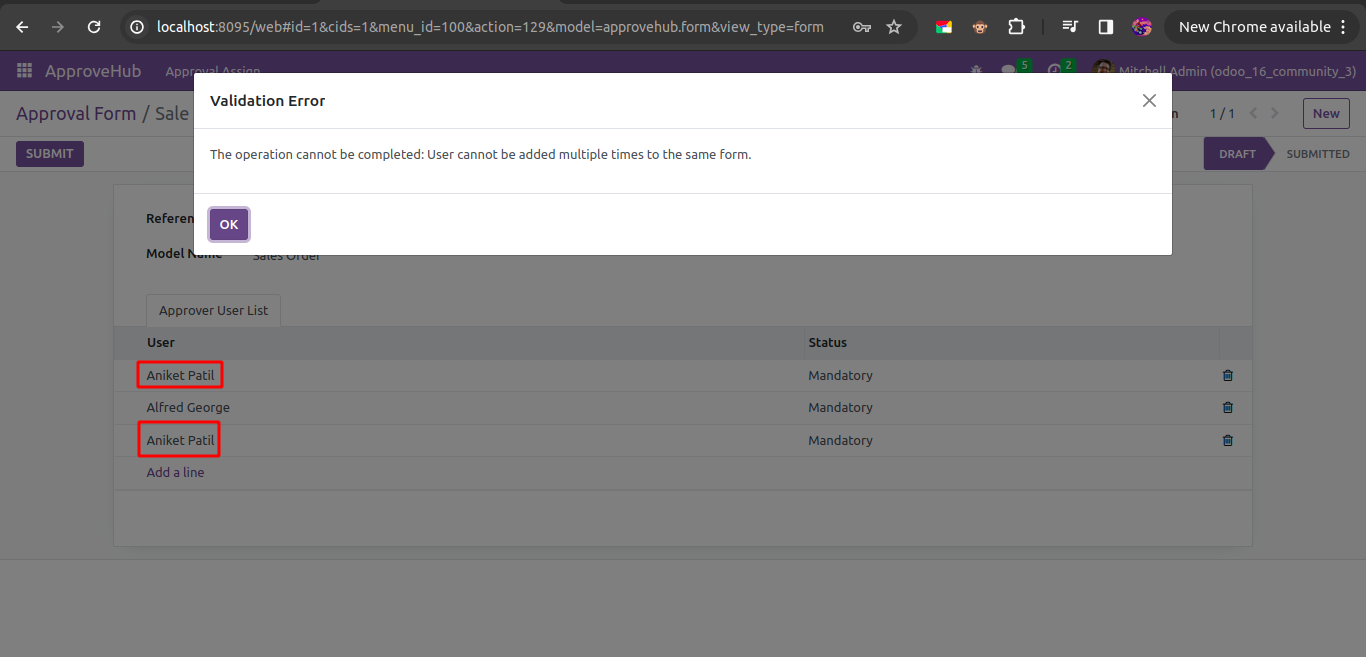 localhost:8095/web#id=1&cids=1&menu_id=100&action=129&model=approvehub.form&view_type=form
New Chrome available
ApproveHub
Approval Assign
5
2
Mitchell Admin (odoo_16_community_3)
Approval Form / Sale
1 / 1
New
Validation Error
SUBMIT
The operation cannot be completed: User cannot be added multiple times to the same form.
DRAFT
SUBMITTED
OK
Referen
Model Name
Sales Order
Approver User List
User
Status
Aniket Patil
Mandatory
Alfred George
Mandatory
Aniket Patil
Mandatory
Add a line